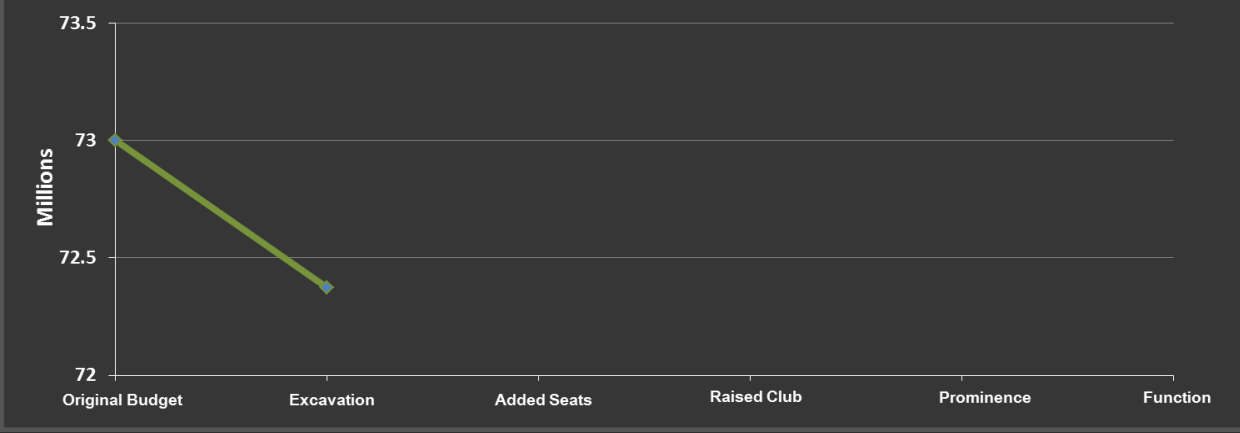 73.5
73
72.5
72
Millions
Original Budget
Excavation
Added Seats
Raised Club
Prominence
Function